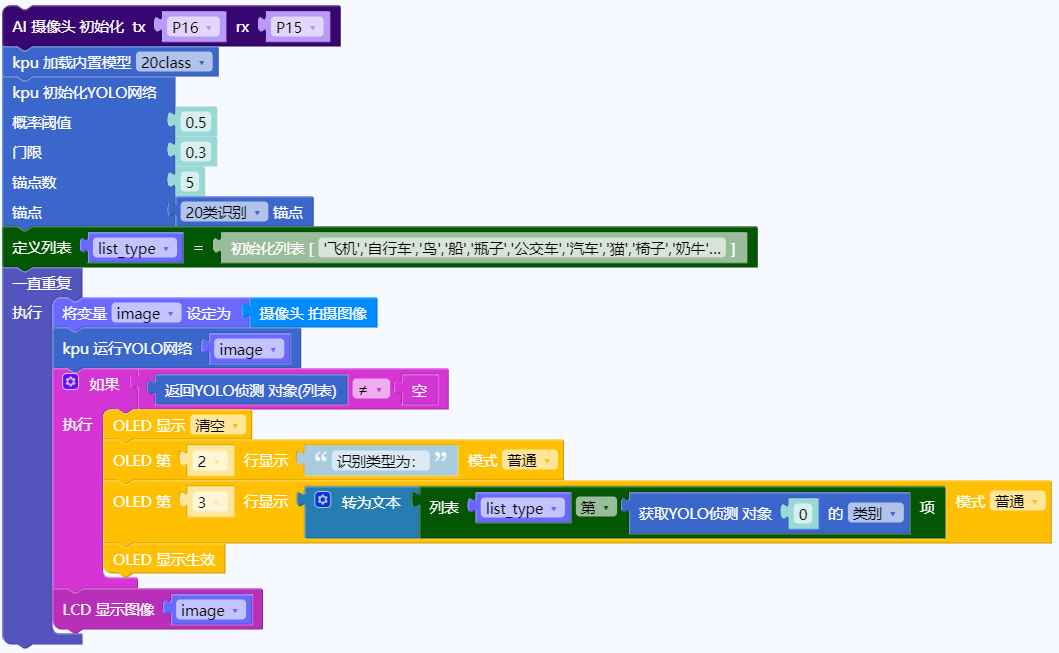 AI 摄像头 初始化 tx P16 rx P15
kpu 加载内置模型 20class
kpu 初始化YOLO网络
概率阈值 0.5
门限 0.3
锚点数 5
锚点 20类识别 锚点
定义列表 list_type = 初始化列表 [ '飞机','自行车','鸟','船','瓶子','公交车','汽车','猫','椅子','奶牛'... ]
一直重复
执行 将变量 image 设定为 摄像头 拍摄图像
kpu 运行YOLO网络 image
如果 返回YOLO侦测 对象(列表) ≠ 空
执行 OLED 显示 清空
OLED 第 2 行显示 “ 识别类型为: ” 模式 普通
OLED 第 3 行显示 转为文本 列表 list_type 第 获取YOLO侦测 对象 0 的 类别 项 模式 普通
OLED 显示生效
LCD 显示图像 image